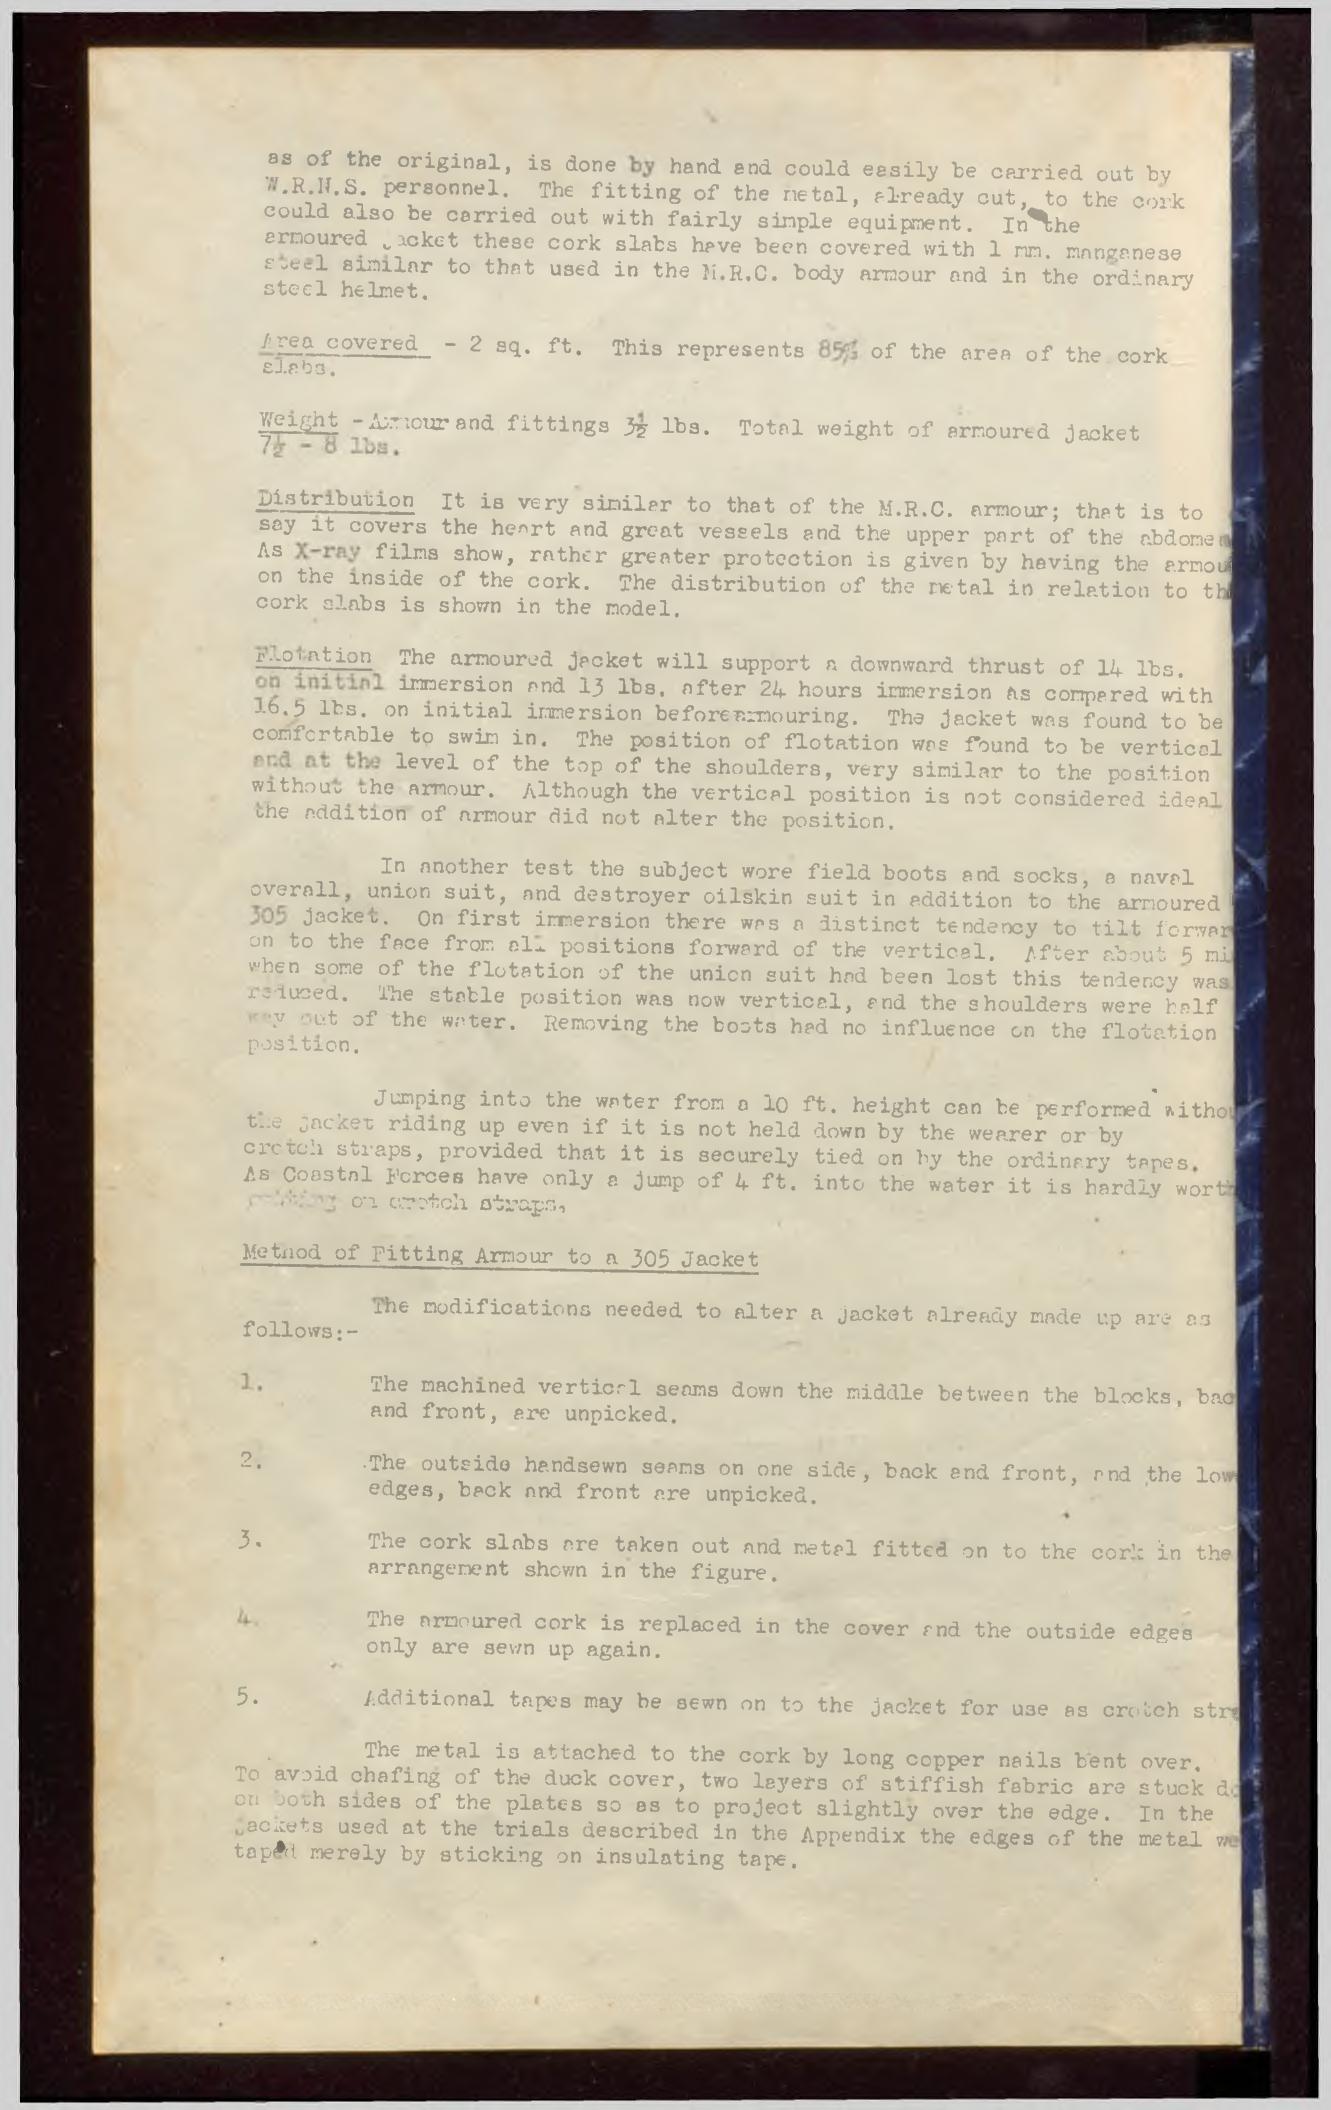 as of the original, is done by hand and could easily be carried out by
W.R.N.S. personnel. The fitting of the metal, already cut, to the cork
could also be carried out with fairly simple equipment. In the
armoured jacket these cork slabs have been covered with 1 mm. manganese
steel similar to that used in the M.R.C. body armour and in the ordinary
steel helmet.
Area covered - 2 sq. ft. This represents 85% of the area of the cork
slabs.
Weight - Armour and fittings 3½ lbs. Total weight of armoured jacket
7½ - 8 lbs.
Distribution It is very similar to that of the M.R.C. armour; that is to
say it covers the heart and great vessels and the upper part of the abdomen
As X-ray films show, rather greater protection is given by having the armou
on the inside of the cork. The distribution of the metal in relation to th
cork slabs is shown in the model.
Flotation The armoured jacket will support a downward thrust of 14 lbs.
on initial immersion and 13 lbs. after 24 hours immersion as compared with
16.5 lbs. on initial immersion before armouring. The jacket was found to be
comfortable to swim in. The position of flotation was found to be vertical
and at the level of the top of the shoulders, very similar to the position
without the armour. Although the vertical position is not considered ideal
the addition of armour did not alter the position.
In another test the subject wore field boots and socks, a naval
overall, union suit, and destroyer oilskin suit in addition to the armoured
305 jacket. On first immersion there was a distinct tendency to tilt forwar
on to the face from all positions forward of the vertical. After about 5 mi
when some of the flotation of the union suit had been lost this tendency was
reduced. The stable position was now vertical, and the shoulders were half
way out of the water. Removing the boots had no influence on the flotation
position.
Jumping into the water from a 10 ft. height can be performed withou
the jacket riding up even if it is not held down by the wearer or by
crotch straps, provided that it is securely tied on by the ordinary tapes.
As Coastal Forces have only a jump of 4 ft. into the water it is hardly worth
on crotch straps.
Method of Fitting Armour to a 305 Jacket
The modifications needed to alter a jacket already made up are as
follows:-
1. The machined vertical seams down the middle between the blocks, bac
and front, are unpicked.
2. The outside handsewn seams on one side, back and front, and the low
edges, back and front are unpicked.
3. The cork slabs are taken out and metal fitted on to the cork in the
arrangement shown in the figure.
4. The armoured cork is replaced in the cover and the outside edges
only are sewn up again.
5. Additional tapes may be sewn on to the jacket for use as crotch stra
The metal is attached to the cork by long copper nails bent over.
To avoid chafing of the duck cover, two layers of stiffish fabric are stuck do
on both sides of the plates so as to project slightly over the edge. In the
jackets used at the trials described in the Appendix the edges of the metal we
taped merely by sticking on insulating tape.